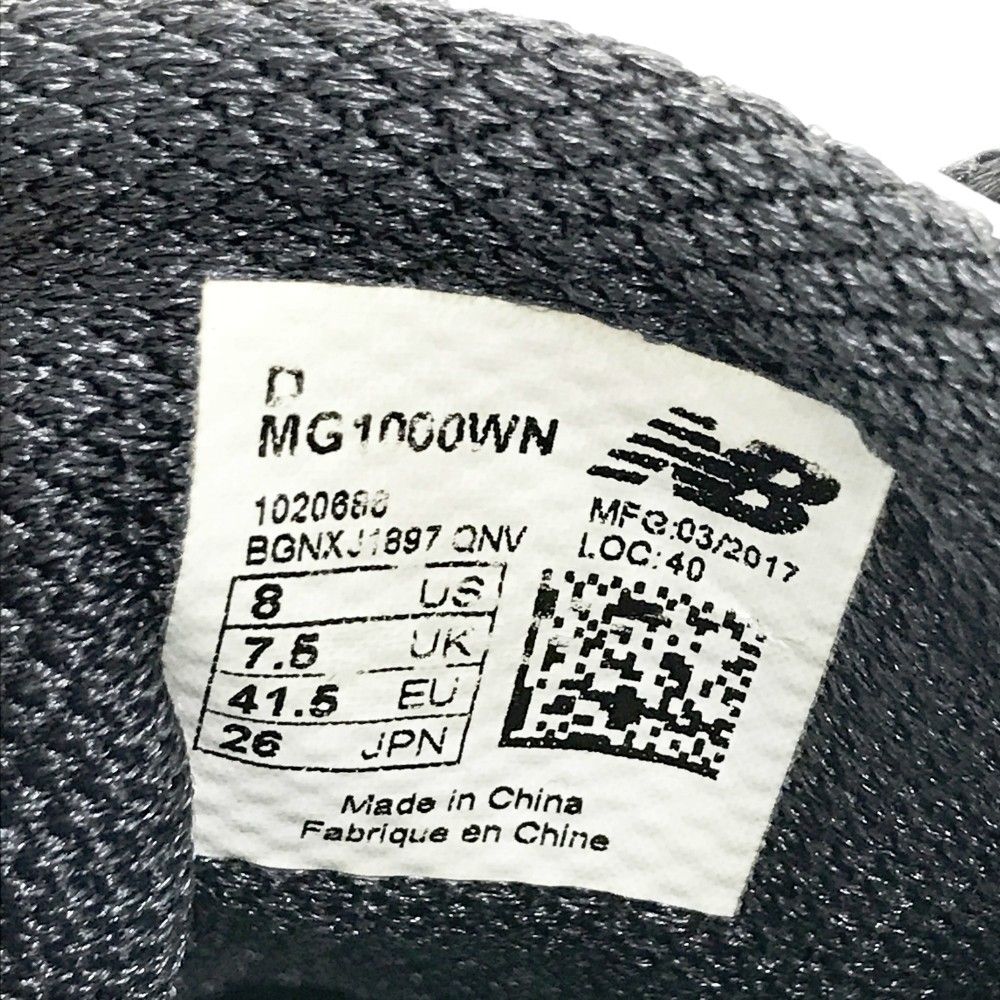 D
MG1000WN
NB
1020686
BGNXJ1897 QNV
MFG:03/2017
LOC:40
8 US
7.5 UK
41.5 EU
26 JPN
Made in China
Fabrique en Chine